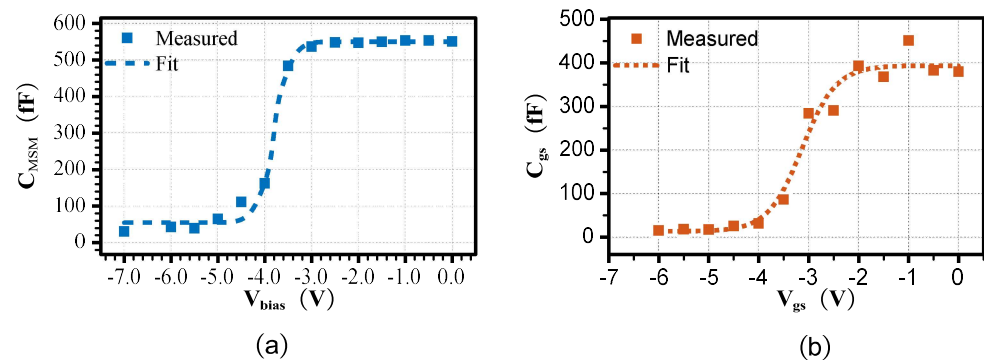 600
500
400
300
200
100
0
C_MSM (fF)
Measured
Fit
-7.0 -6.0 -5.0 -4.0 -3.0 -2.0 -1.0 0.0
V_bias (V)
(a)
500
400
300
200
100
0
C_gs (fF)
Measured
Fit
-7 -6 -5 -4 -3 -2 -1 0
V_gs (V)
(b)